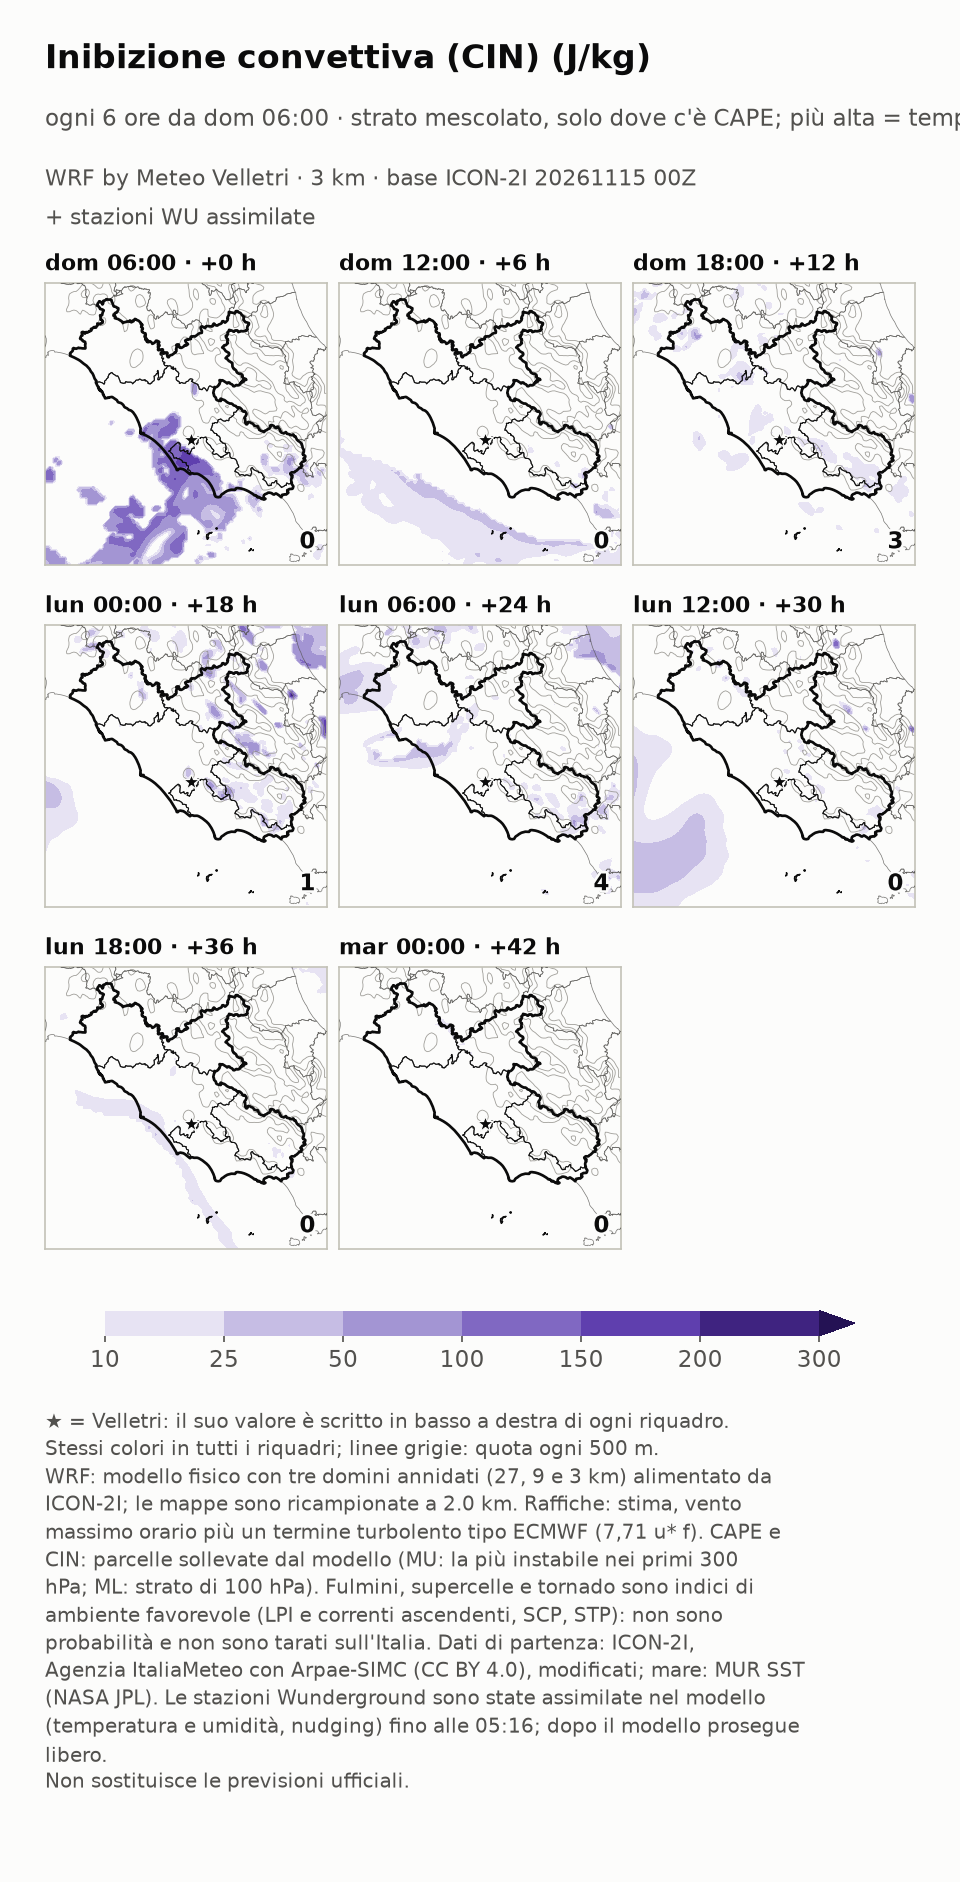 Inibizione convettiva (CIN) (J/kg)
ogni 6 ore da dom 06:00 · strato mescolato, solo dove c'è CAPE; più alta = temp
WRF by Meteo Velletri · 3 km · base ICON-2I 20261115 00Z
+ stazioni WU assimilate
dom 06:00 · +0 h
dom 12:00 · +6 h
dom 18:00 · +12 h
0
0
3
lun 00:00 · +18 h
lun 06:00 · +24 h
lun 12:00 · +30 h
1
4
0
lun 18:00 · +36 h
mar 00:00 · +42 h
0
0
10 25 50 100 150 200 300
★ = Velletri: il suo valore è scritto in basso a destra di ogni riquadro.
Stessi colori in tutti i riquadri; linee grigie: quota ogni 500 m.
WRF: modello fisico con tre domini annidati (27, 9 e 3 km) alimentato da
ICON-2I; le mappe sono ricampionate a 2.0 km. Raffiche: stima, vento
massimo orario più un termine turbolento tipo ECMWF (7,71 u* f). CAPE e
CIN: parcelle sollevate dal modello (MU: la più instabile nei primi 300
hPa; ML: strato di 100 hPa). Fulmini, supercelle e tornado sono indici di
ambiente favorevole (LPI e correnti ascendenti, SCP, STP): non sono
probabilità e non sono tarati sull'Italia. Dati di partenza: ICON-2I,
Agenzia ItaliaMeteo con Arpae-SIMC (CC BY 4.0), modificati; mare: MUR SST
(NASA JPL). Le stazioni Wunderground sono state assimilate nel modello
(temperatura e umidità, nudging) fino alle 05:16; dopo il modello prosegue
libero.
Non sostituisce le previsioni ufficiali.